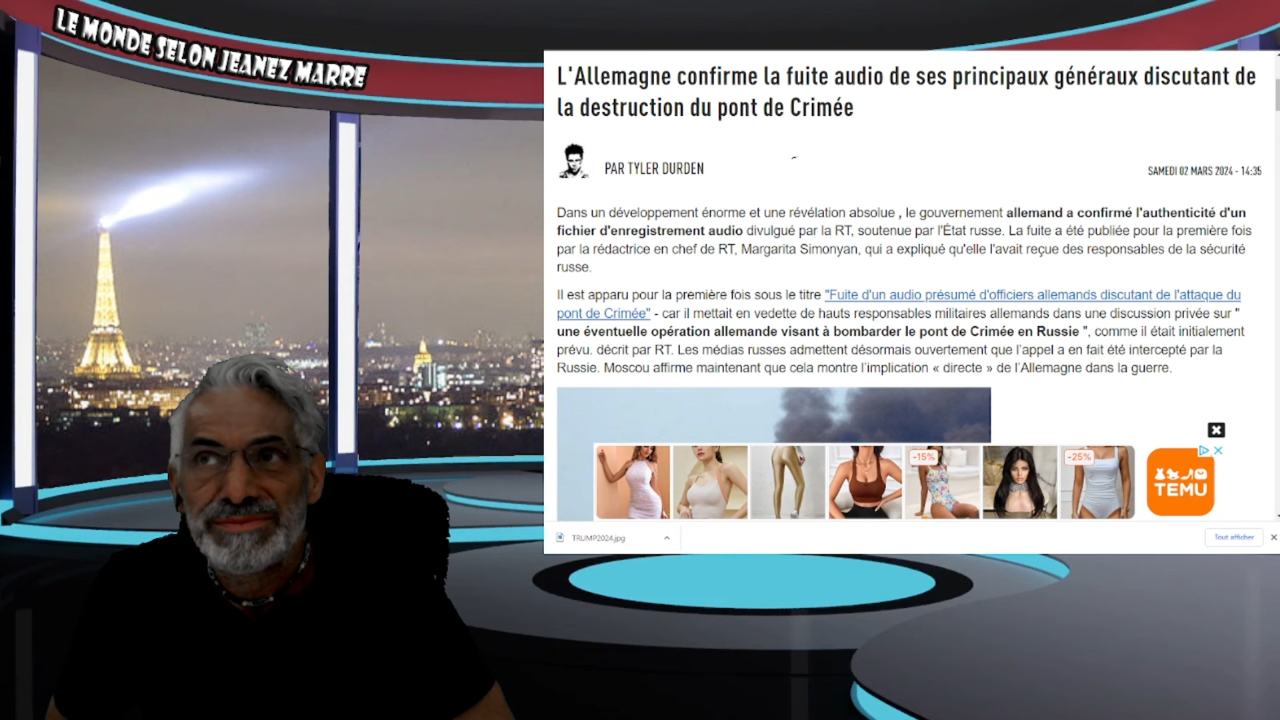 LE MONDE SELON JEANEZ MARRE
L'Allemagne confirme la fuite audio de ses principaux généraux discutant de
la destruction du pont de Crimée
PAR TYLER DURDEN
SAMEDI 02 MARS 2024 - 14:35
Dans un développement énorme et une révélation absolue , le gouvernement allemand a confirmé l'authenticité d'un
fichier d'enregistrement audio divulgué par la RT, soutenue par l'État russe. La fuite a été publiée pour la première fois
par la rédactrice en chef de RT, Margarita Simonyan, qui a expliqué qu'elle l'avait reçue des responsables de la sécurité
russe.
Il est apparu pour la première fois sous le titre "Fuite d'un audio présumé d'officiers allemands discutant de l'attaque du
pont de Crimée" - car il mettait en vedette de hauts responsables militaires allemands dans une discussion privée sur "
une éventuelle opération allemande visant à bombarder le pont de Crimée en Russie ", comme il était initialement
prévu. décrit par RT. Les médias russes admettent désormais ouvertement que l'appel a en fait été intercepté par la
Russie. Moscou affirme maintenant que cela montre l'implication « directe » de l'Allemagne dans la guerre.
-15%
-25%
TEMU
TRUMP2024.jpg
Tout afficher